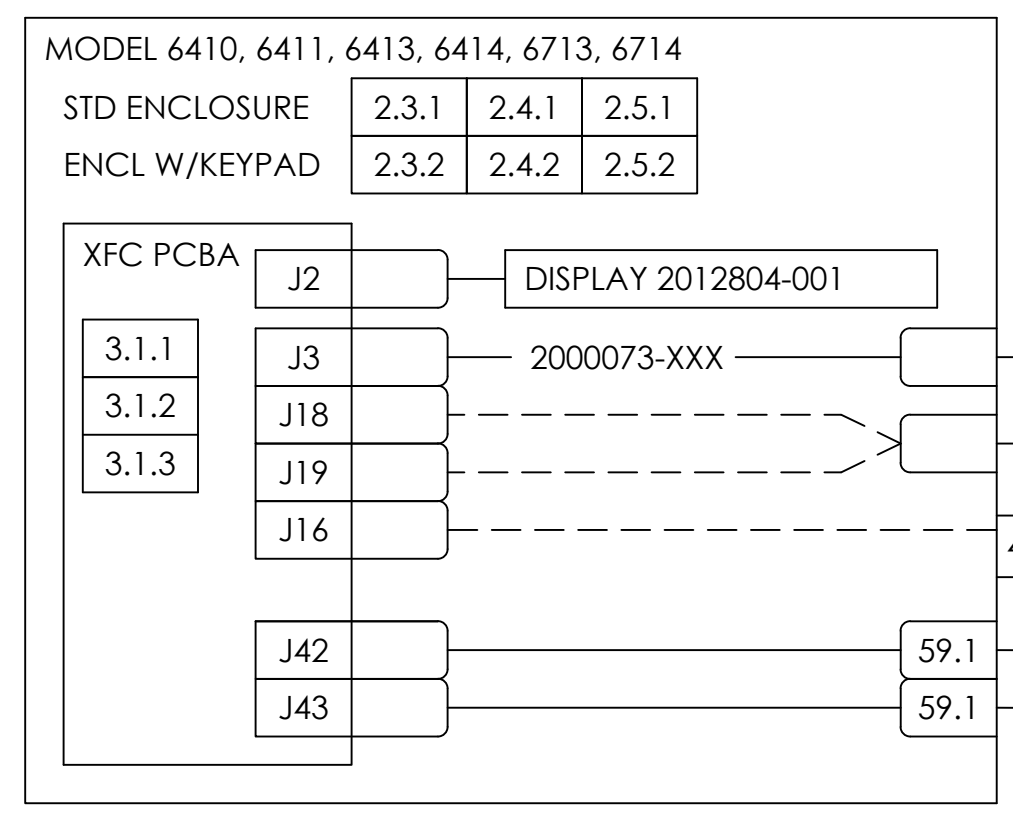 MODEL 6410, 6411, 6413, 6414, 6713, 6714
STD ENCLOSURE 2.3.1 2.4.1 2.5.1
ENCL W/KEYPAD 2.3.2 2.4.2 2.5.2
XFC PCBA
J2 DISPLAY 2012804-001
3.1.1
J3 2000073-XXX
3.1.2
J18
3.1.3
J19
J16
J42 59.1
J43 59.1